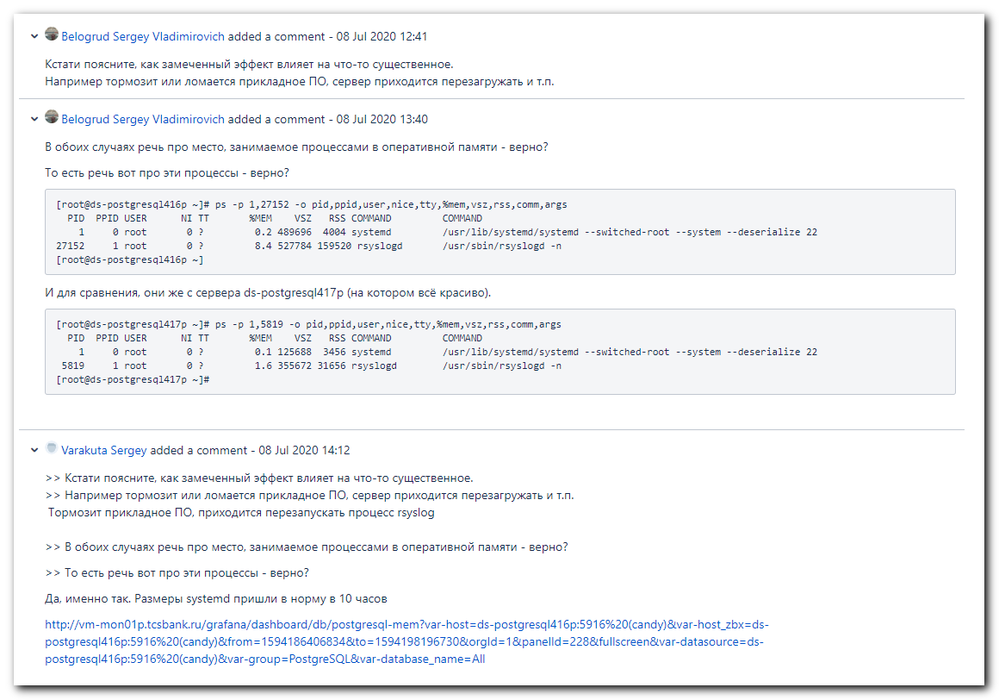 Belogrud Sergey Vladimirovich added a comment - 08 Jul 2020 12:41
Кстати поясните, как замеченный эффект влияет на что-то существенное.
Например тормозит или ломается прикладное ПО, сервер приходится перезагружать и т.п.
Belogrud Sergey Vladimirovich added a comment - 08 Jul 2020 13:40
В обоих случаях речь про место, занимаемое процессами в оперативной памяти - верно?
То есть речь вот про эти процессы - верно?
[root@ds-postgresql416p ~]# ps -p 1,27152 -o pid,ppid,user,nice,tty,%mem,vsz,rss,comm,args
PID PPID USER NI TT %MEM VSZ RSS COMMAND COMMAND
1 0 root 0 ? 0.2 489696 4004 systemd /usr/lib/systemd/systemd --switched-root --system --deserialize 22
27152 1 root 0 ? 8.4 527784 159520 rsyslogd /usr/sbin/rsyslogd -n
[root@ds-postgresql416p ~]
И для сравнения, они же с сервера ds-postgresql417p (на котором всё красиво).
[root@ds-postgresql417p ~]# ps -p 1,5819 -o pid,ppid,user,nice,tty,%mem,vsz,rss,comm,args
PID PPID USER NI TT %MEM VSZ RSS COMMAND COMMAND
1 0 root 0 ? 0.1 125688 3456 systemd /usr/lib/systemd/systemd --switched-root --system --deserialize 22
5819 1 root 0 ? 1.6 355672 31656 rsyslogd /usr/sbin/rsyslogd -n
[root@ds-postgresql417p ~]#
Varakuta Sergey added a comment - 08 Jul 2020 14:12
>> Кстати поясните, как замеченный эффект влияет на что-то существенное.
>> Например тормозит или ломается прикладное ПО, сервер приходится перезагружать и т.п.
Тормозит прикладное ПО, приходится перезапускать процесс rsyslog
>> В обоих случаях речь про место, занимаемое процессами в оперативной памяти - верно?
>> То есть речь вот про эти процессы - верно?
Да, именно так. Размеры systemd пришли в норму в 10 часов
http://vm-mon01p.tcsbank.ru/grafana/dashboard/db/postgresql-mem?var-host=ds-postgresql416p:5916%20(candy)&var-host_zbx=ds-
postgresql416p:5916%20(candy)&from=1594186406834&to=1594198196730&orgId=1&panelId=228&fullscreen&var-datasource=ds-
postgresql416p:5916%20(candy)&var-group=PostgreSQL&var-database_name=All